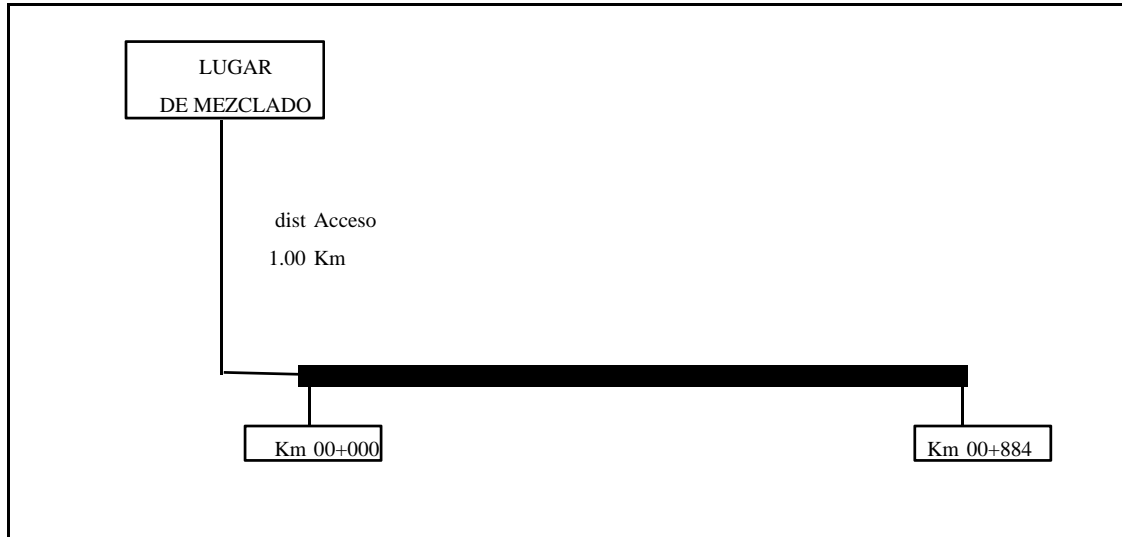 LUGAR
DE MEZCLADO
dist Acceso
1.00 Km
Km 00+000
Km 00+884